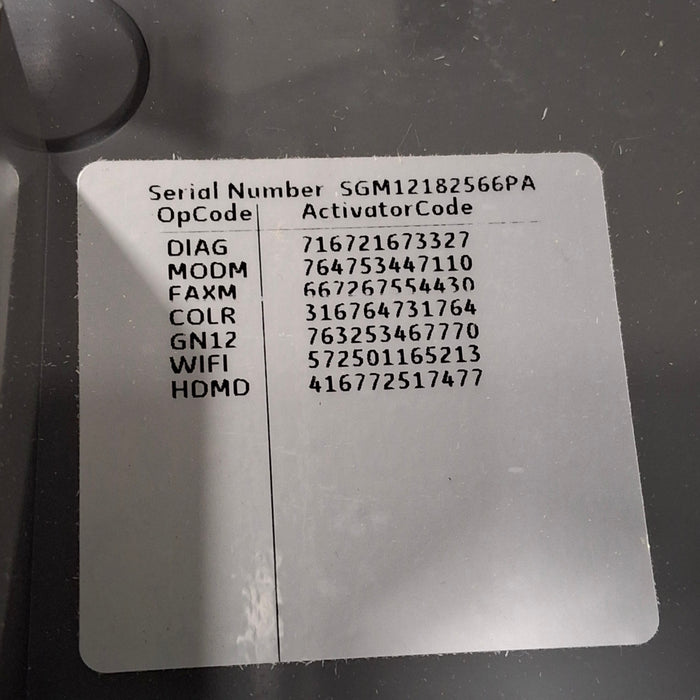 Serial Number SGM12182566PA
OpCode ActivatorCode
DIAG 716721673327
MODM 764753447110
FAXM 667267554430
COLR 316764731764
GN12 763253467770
WIFI 572501165213
HDMD 416772517477